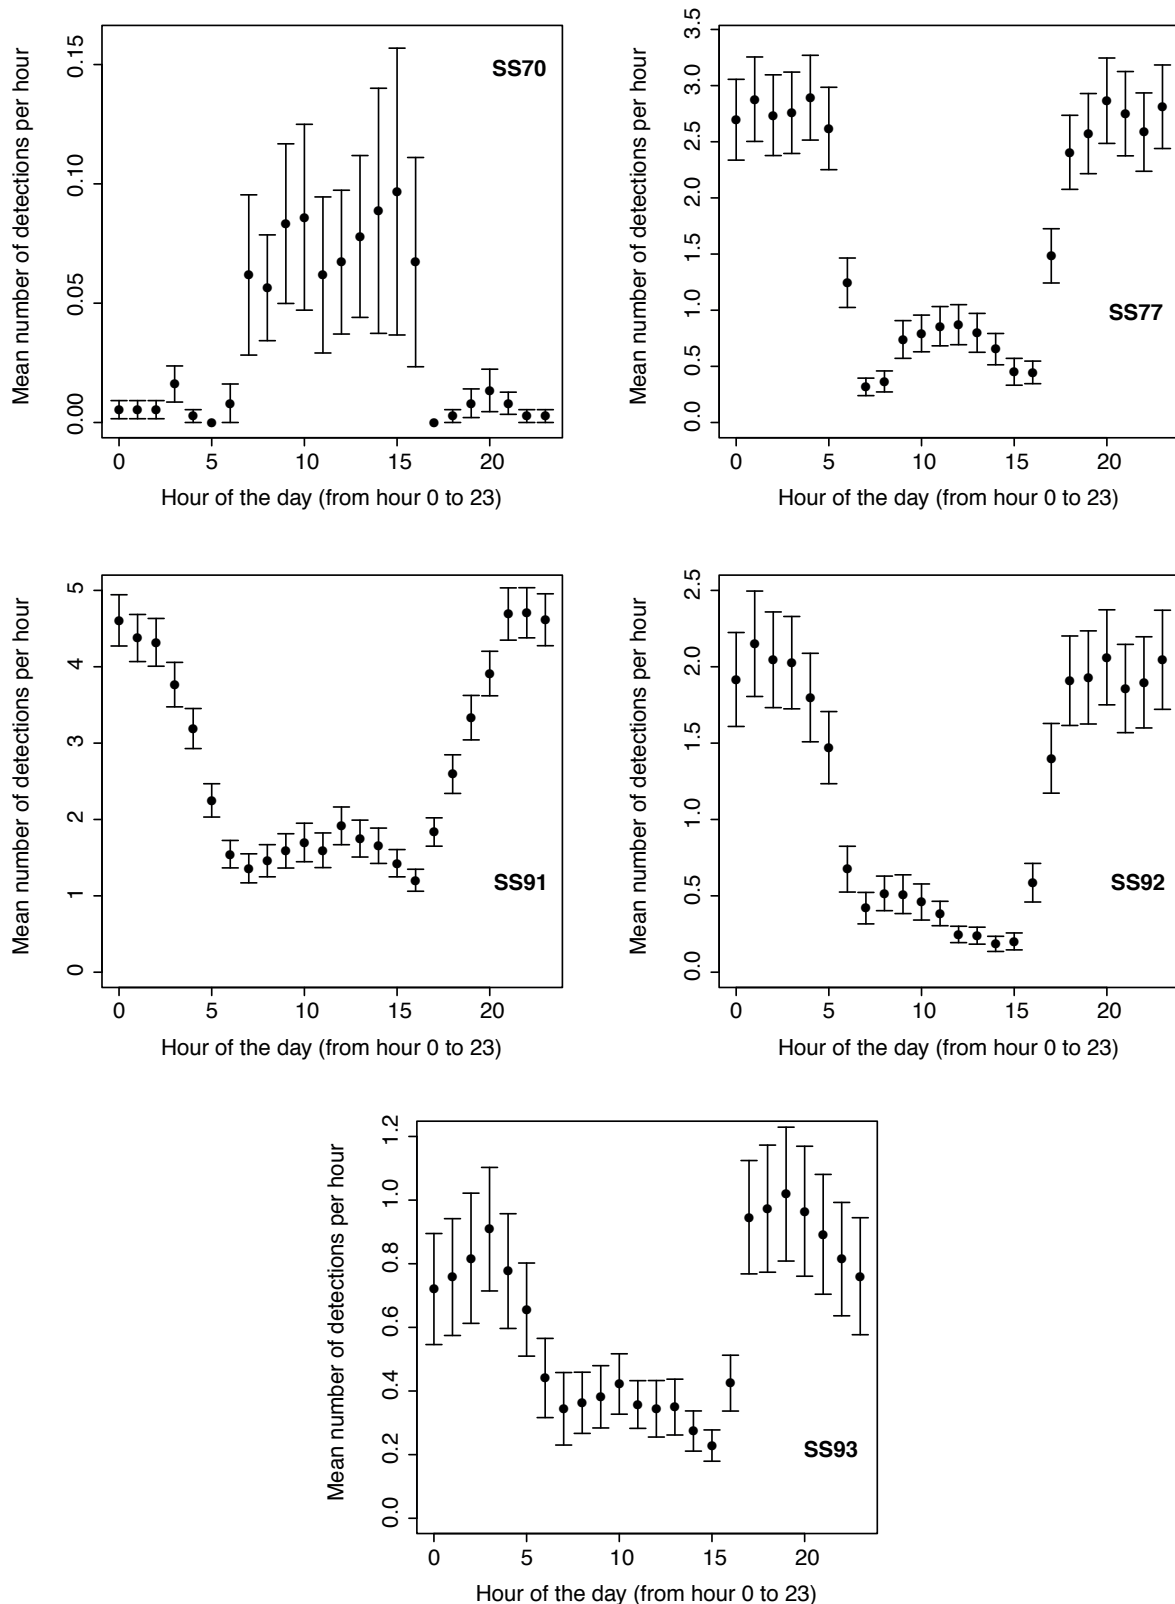 SS70
Mean number of detections per hour
0.15
0.10
0.05
0.00
0 5 10 15 20
Hour of the day (from hour 0 to 23)
SS77
Mean number of detections per hour
3.5
3.0
2.5
2.0
1.5
1.0
0.5
0.0
0 5 10 15 20
Hour of the day (from hour 0 to 23)
SS91
Mean number of detections per hour
5
4
3
2
1
0
0 5 10 15 20
Hour of the day (from hour 0 to 23)
SS92
Mean number of detections per hour
2.5
2.0
1.5
1.0
0.5
0.0
0 5 10 15 20
Hour of the day (from hour 0 to 23)
SS93
Mean number of detections per hour
1.2
1.0
0.8
0.6
0.4
0.2
0.0
0 5 10 15 20
Hour of the day (from hour 0 to 23)